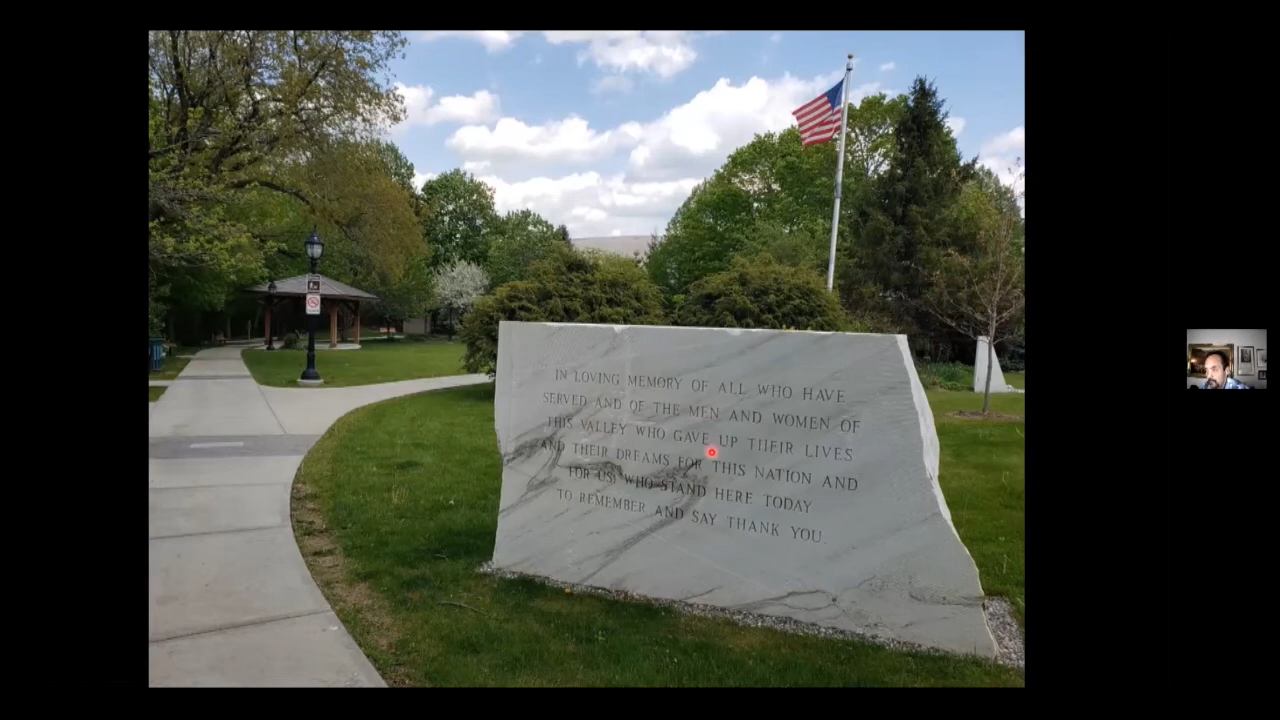 IN LOVING MEMORY OF ALL WHO HAVE
SERVED AND OF THE MEN AND WOMEN OF
THIS VALLEY WHO GAVE UP THEIR LIVES
AND THEIR DREAMS FOR THIS NATION AND
FOR US, WHO STAND HERE TODAY
TO REMEMBER AND SAY THANK YOU.